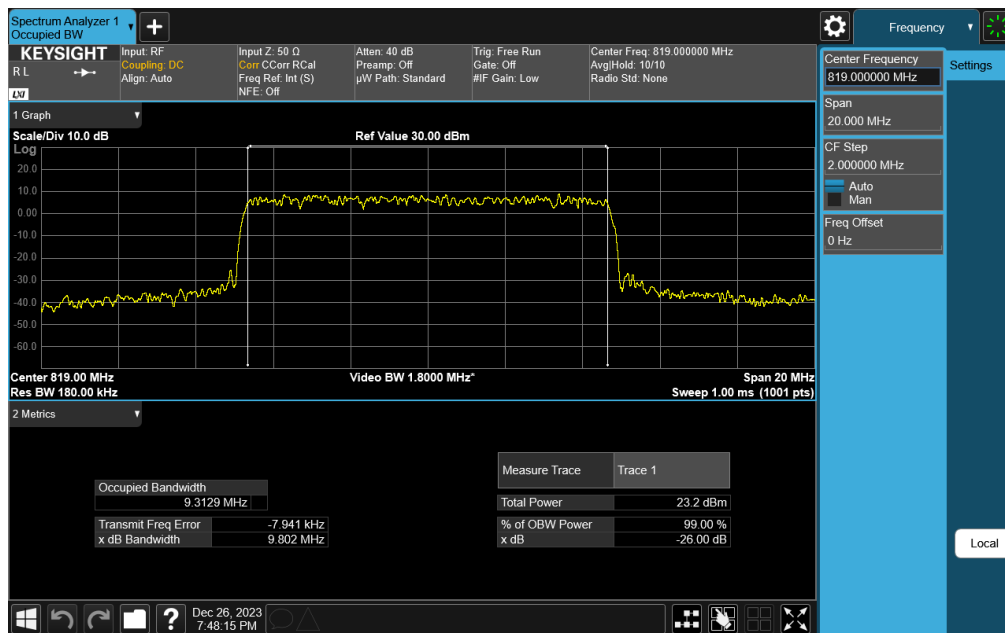 Spectrum Analyzer 1
Occupied BW
Frequency
KEYSIGHT
R L
LXI
Input: RF
Coupling: DC
Align: Auto
Input Z: 50 Ω
Corr CCorr RCal
Freq Ref: Int (S)
NFE: Off
Atten: 40 dB
Preamp: Off
µW Path: Standard
Trig: Free Run
Gate: Off
#IF Gain: Low
Center Freq: 819.000000 MHz
Avg|Hold: 10/10
Radio Std: None
Center Frequency
819.000000 MHz
Settings
Span
20.000 MHz
CF Step
2.000000 MHz
Auto
Man
Freq Offset
0 Hz
Local
1 Graph
Scale/Div 10.0 dB
Ref Value 30.00 dBm
Log
20.0
10.0
0.00
-10.0
-20.0
-30.0
-40.0
-50.0
-60.0
Center 819.00 MHz
Video BW 1.8000 MHz*
Span 20 MHz
Res BW 180.00 kHz
Sweep 1.00 ms (1001 pts)
2 Metrics
Occupied Bandwidth
9.3129 MHz
Transmit Freq Error -7.941 kHz
x dB Bandwidth 9.802 MHz
Measure Trace Trace 1
Total Power 23.2 dBm
% of OBW Power 99.00 %
x dB -26.00 dB
?
Dec 26, 2023
7:48:15 PM